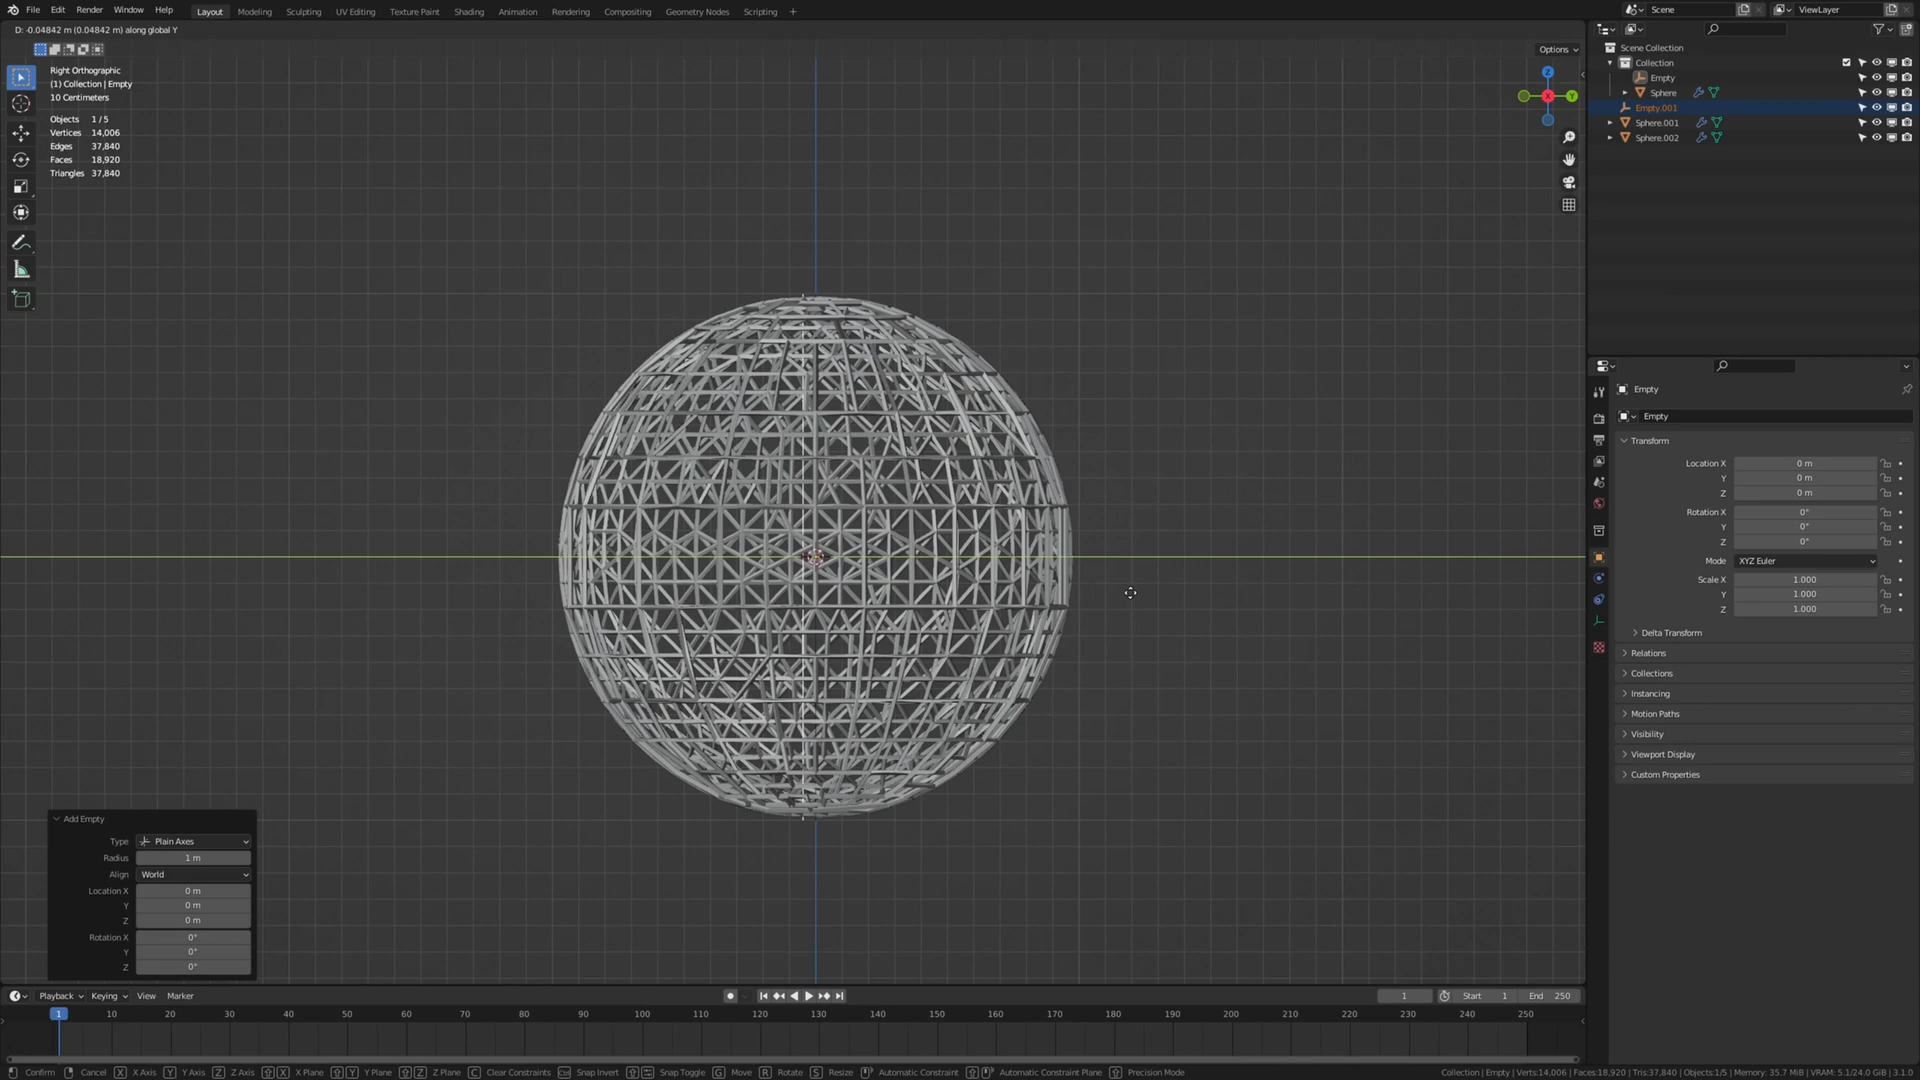 File Edit Render Window Help Layout Modeling Sculpting UV Editing Texture Paint Shading Animation Rendering Compositing Geometry Nodes Scripting + Scene ViewLayer
D: -0.04842 m (0.04842 m) along global Y
Options
Right Orthographic
(1) Collection | Empty
10 Centimeters
Objects 1 / 5
Vertices 14,006
Edges 37,840
Faces 18,920
Triangles 37,840
Z
X
Y
Scene Collection
Collection
Empty
Sphere
Empty.001
Sphere.001
Sphere.002
Empty
Empty
Transform
Location X 0 m
Y 0 m
Z 0 m
Rotation X 0°
Y 0°
Z 0°
Mode XYZ Euler
Scale X 1.000
Y 1.000
Z 1.000
Delta Transform
Relations
Collections
Instancing
Motion Paths
Visibility
Viewport Display
Custom Properties
Add Empty
Type Plain Axes
Radius 1 m
Align World
Location X 0 m
Y 0 m
Z 0 m
Rotation X 0°
Y 0°
Z 0°
Playback Keying View Marker 1 Start 1 End 250
1 10 20 30 40 50 60 70 80 90 100 110 120 130 140 150 160 170 180 190 200 210 220 230 240 250
Confirm Cancel X X Axis Y Y Axis Z Z Axis X X Plane Y Y Plane Z Z Plane C Clear Constraints Snap Invert Snap Toggle G Move R Rotate S Resize Automatic Constraint Automatic Constraint Plane Precision Mode Collection | Empty | Verts:14,006 | Faces:18,920 | Tris:37,840 | Objects:1/5 | Memory: 35.7 MiB | VRAM: 5.1/24.0 GiB | 3.1.0